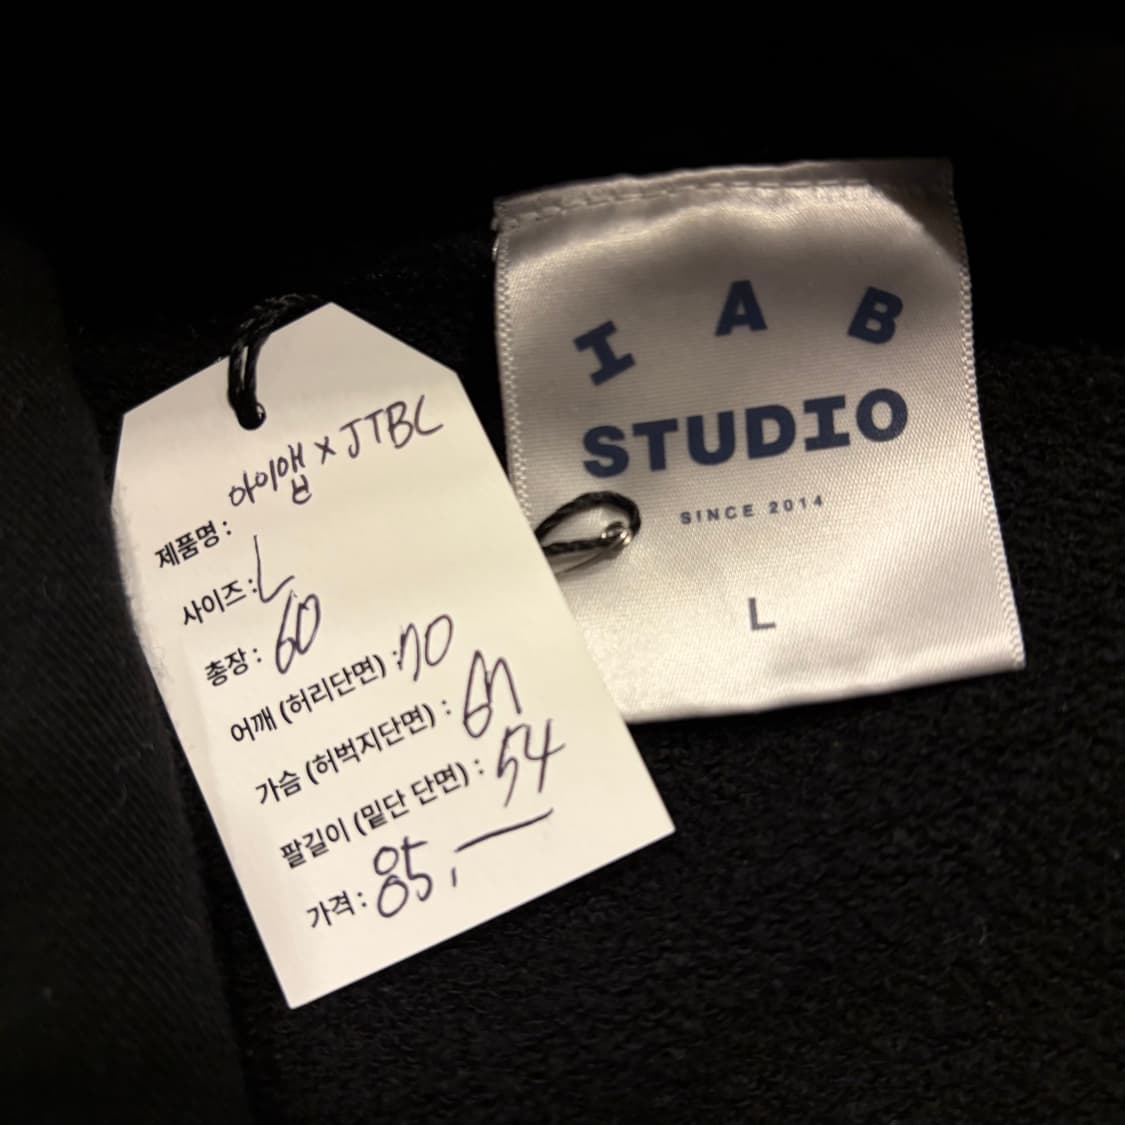 제품명 : 아이앱 x JTBC
사이즈 : L
총장 : 60
어깨 (허리단면) : 70
가슴 (허벅지단면) : 67
팔길이 (밑단 단면) : 54
가격 : 85,—
I A B
STUDIO
SINCE 2014
L